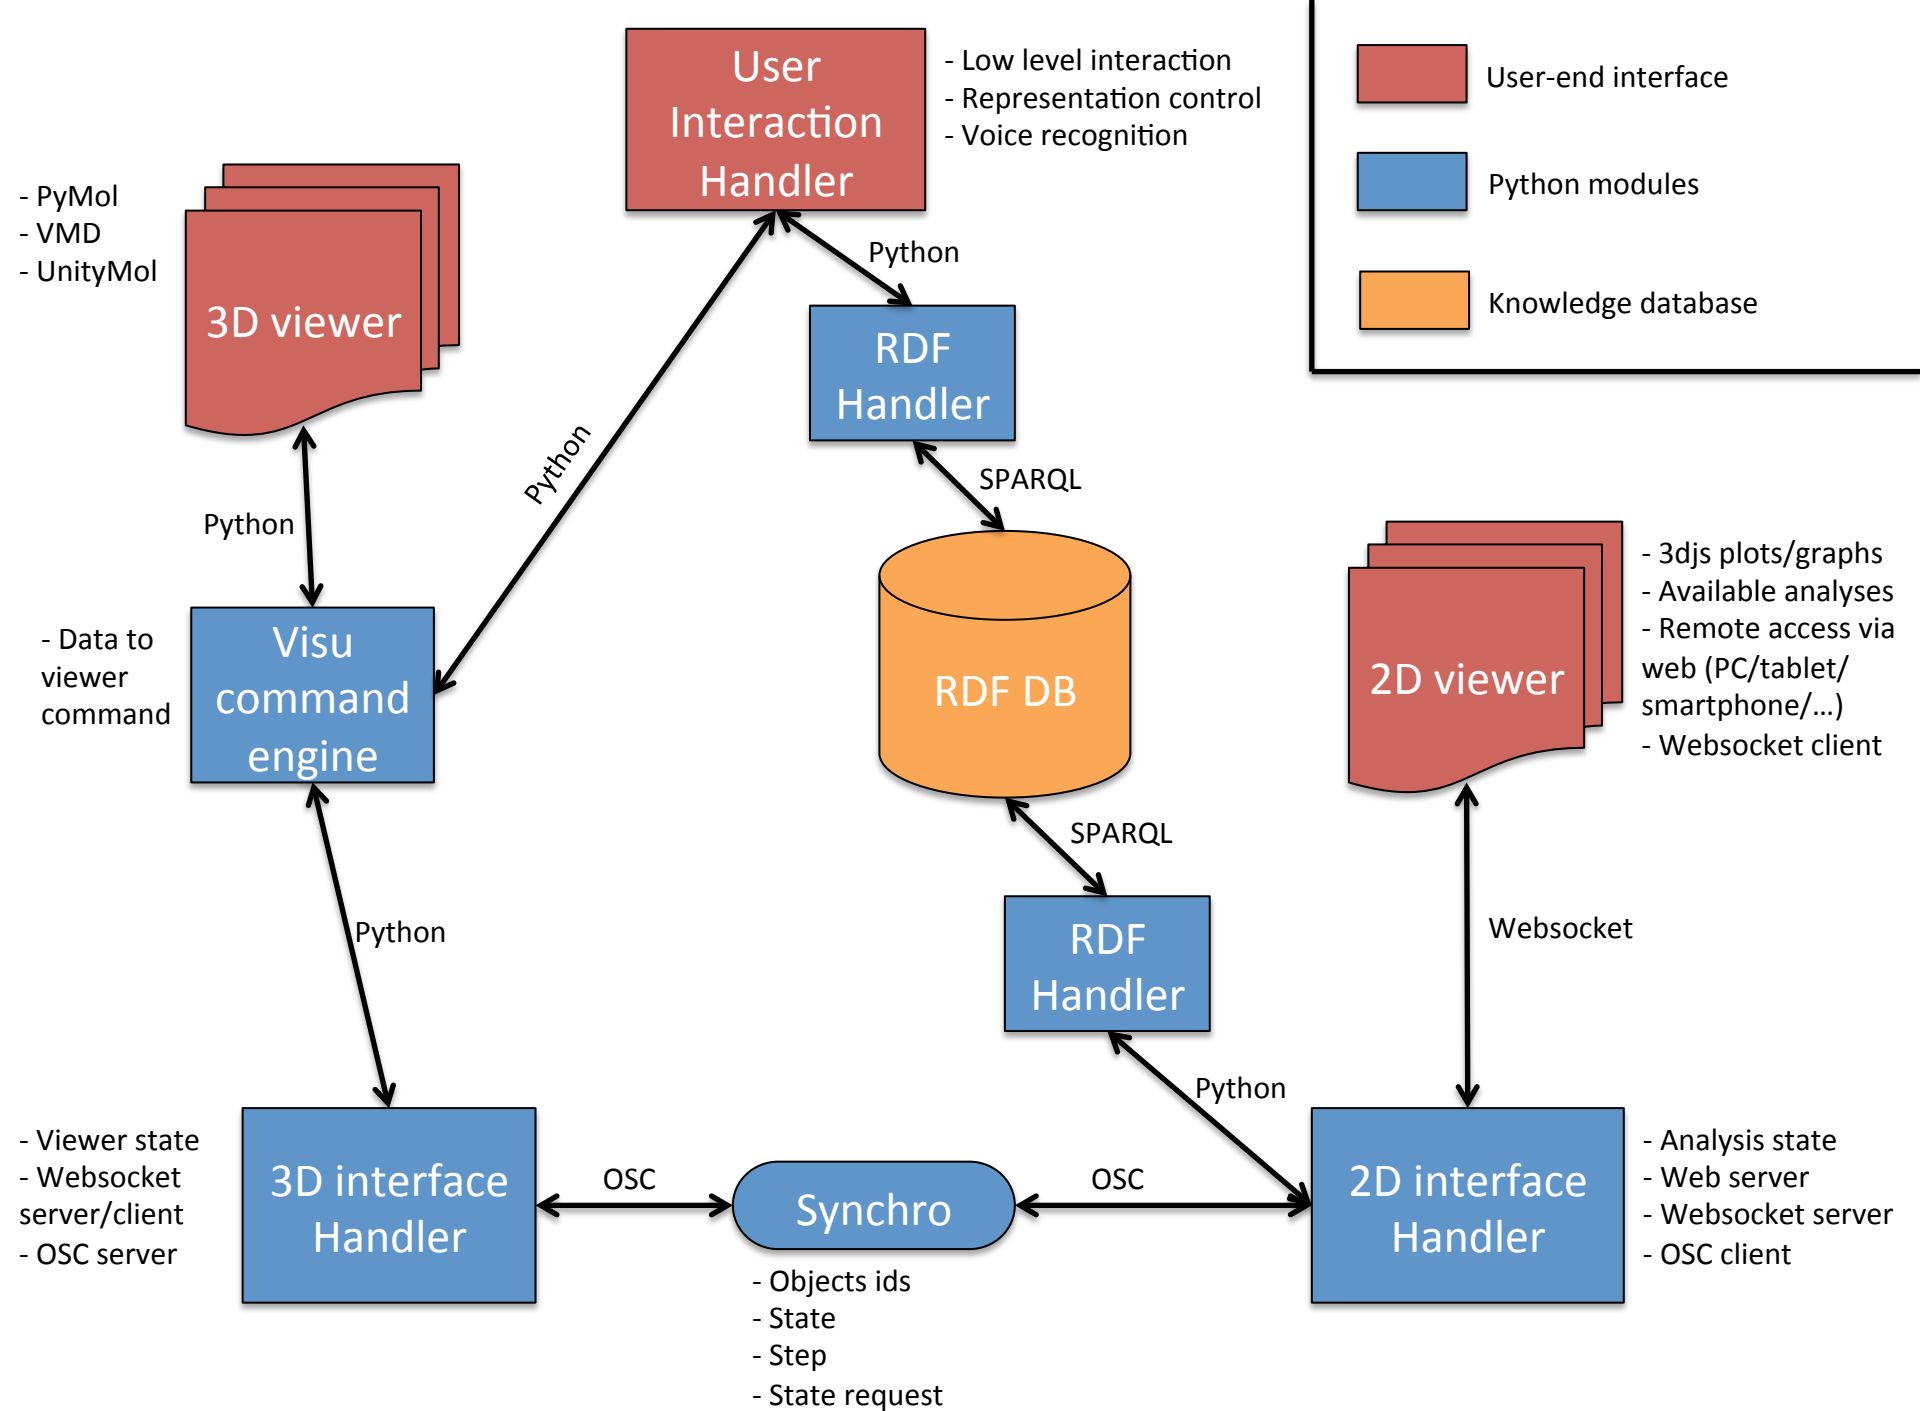 User
Interaction
Handler
- Low level interaction
- Representation control
- Voice recognition
User-end interface
Python modules
Knowledge database
- PyMol
- VMD
- UnityMol
3D viewer
Python
RDF
Handler
Python
SPARQL
Python
- Data to
viewer
command
Visu
command
engine
RDF DB
2D viewer
- 3djs plots/graphs
- Available analyses
- Remote access via
web (PC/tablet/
smartphone/...)
- Websocket client
SPARQL
Python
RDF
Handler
Websocket
Python
- Viewer state
- Websocket
server/client
- OSC server
3D interface
Handler
OSC
Synchro
OSC
2D interface
Handler
- Analysis state
- Web server
- Websocket server
- OSC client
- Objects ids
- State
- Step
- State request